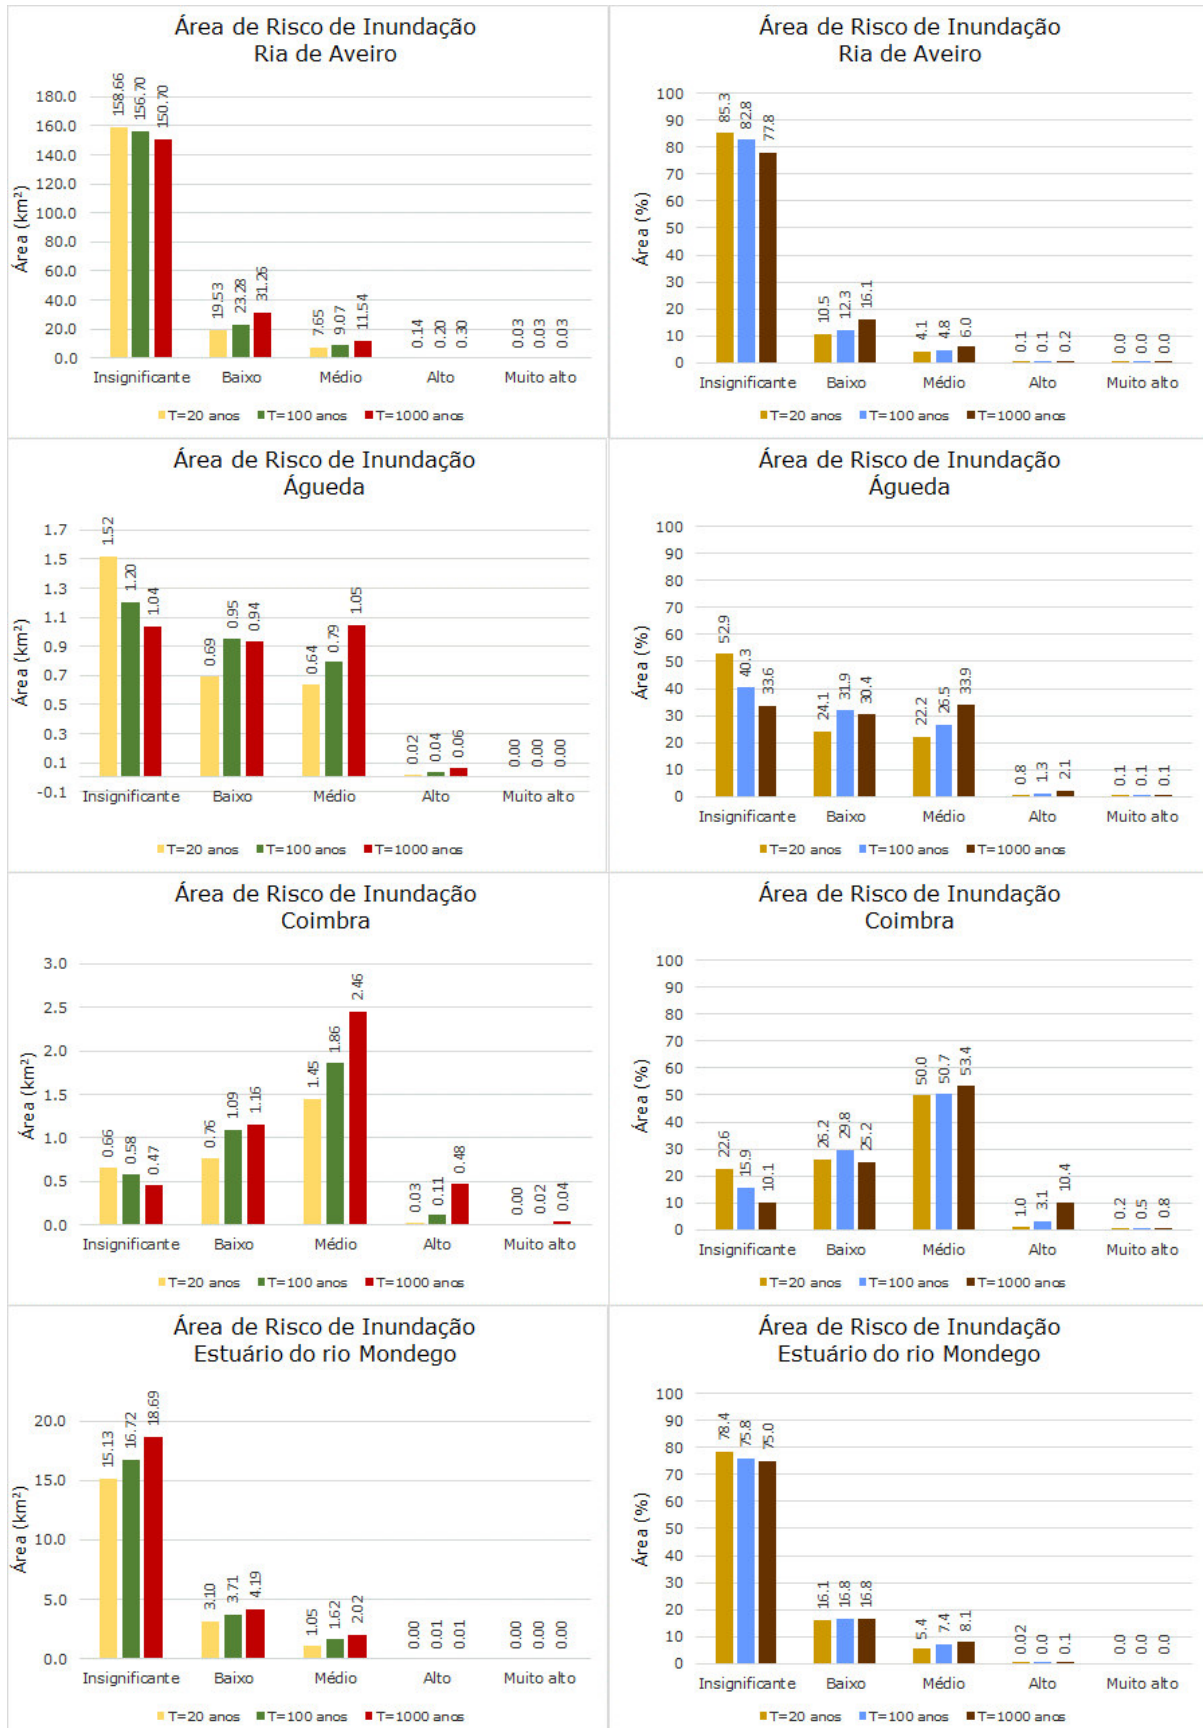 Área de Risco de Inundação
Ria de Aveiro
Área (km²)
180.0
160.0
140.0
120.0
100.0
80.0
60.0
40.0
20.0
0.0
158.66 156.70 150.70
19.53 23.28 31.26
7.65 9.07 11.54
0.14 0.20 0.30
0.03 0.03 0.03
Insignificante Baixo Médio Alto Muito alto
T=20 anos T=100 anos T=1000 anos
Área de Risco de Inundação
Ria de Aveiro
Área (%)
100
90
80
70
60
50
40
30
20
10
0
85.3 82.8 77.8
10.5 12.3 16.1
4.1 4.8 6.0
0.1 0.1 0.2
0.0 0.0 0.0
Insignificante Baixo Médio Alto Muito alto
T=20 anos T=100 anos T=1000 anos
Área de Risco de Inundação
Águeda
Área (km²)
1.7
1.5
1.3
1.1
0.9
0.7
0.5
0.3
0.1
-0.1
1.52 1.20 1.04
0.69 0.95 0.94
0.64 0.79 1.05
0.02 0.04 0.06
0.00 0.00 0.00
Insignificante Baixo Médio Alto Muito alto
T=20 anos T=100 anos T=1000 anos
Área de Risco de Inundação
Águeda
Área (%)
100
90
80
70
60
50
40
30
20
10
0
52.9 40.3 33.6
24.1 31.9 30.4
22.2 26.5 33.9
0.8 1.3 2.1
0.1 0.1 0.1
Insignificante Baixo Médio Alto Muito alto
T=20 anos T=100 anos T=1000 anos
Área de Risco de Inundação
Coimbra
Área (km²)
3.0
2.5
2.0
1.5
1.0
0.5
0.0
0.66 0.58 0.47
0.76 1.09 1.16
1.45 1.86 2.46
0.03 0.11 0.48
0.00 0.02 0.04
Insignificante Baixo Médio Alto Muito alto
T=20 anos T=100 anos T=1000 anos
Área de Risco de Inundação
Coimbra
Área (%)
100
90
80
70
60
50
40
30
20
10
0
22.6 15.9 10.1
26.2 29.8 25.2
50.0 50.7 53.4
1.0 3.1 10.4
0.2 0.5 0.8
Insignificante Baixo Médio Alto Muito alto
T=20 anos T=100 anos T=1000 anos
Área de Risco de Inundação
Estuário do rio Mondego
Área (km²)
20.0
15.0
10.0
5.0
0.0
15.13 16.72 18.69
3.10 3.71 4.19
1.05 1.62 2.02
0.00 0.01 0.01
0.00 0.00 0.00
Insignificante Baixo Médio Alto Muito alto
T=20 anos T=100 anos T=1000 anos
Área de Risco de Inundação
Estuário do rio Mondego
Área (%)
100
90
80
70
60
50
40
30
20
10
0
78.4 75.8 75.0
16.1 16.8 16.8
5.4 7.4 8.1
0.02 0.0 0.1
0.0 0.0 0.0
Insignificante Baixo Médio Alto Muito alto
T=20 anos T=100 anos T=1000 anos